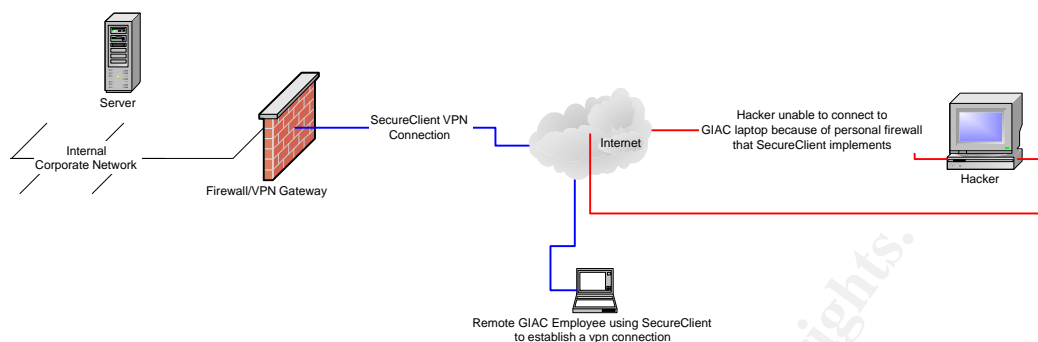 Server
Internal
Corporate Network
Firewall/VPN Gateway
SecureClient VPN
Connection
Internet
Hacker unable to connect to
GIAC laptop because of personal firewall
that SecureClient implements
Hacker
Remote GIAC Employee using SecureClient
to establish a vpn connection
rights.